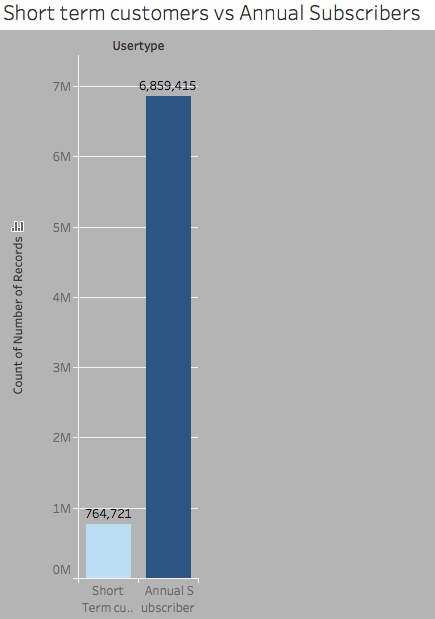 Short term customers vs Annual Subscribers
Usertype
7M
6,859,415
6M
5M
4M
3M
2M
1M
764,721
0M
Count of Number of Records
Short
Term cu..
Annual S
ubscriber